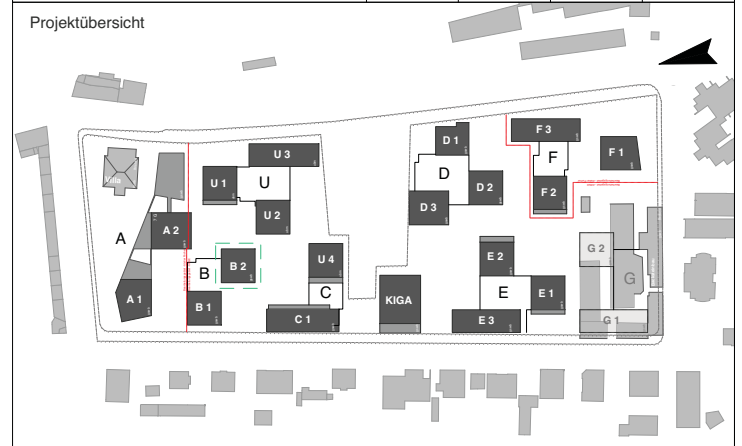 Projektübersicht
D 1
F 3
F 1
U 3
F
Villa
U 1
U
D
D 2
F 2
U 2
D 3
A
A 2
U 4
E 2
G 2
B
B 2
G
A 1
B 1
C
C 1
KIGA
E
E 1
E 3
G 1